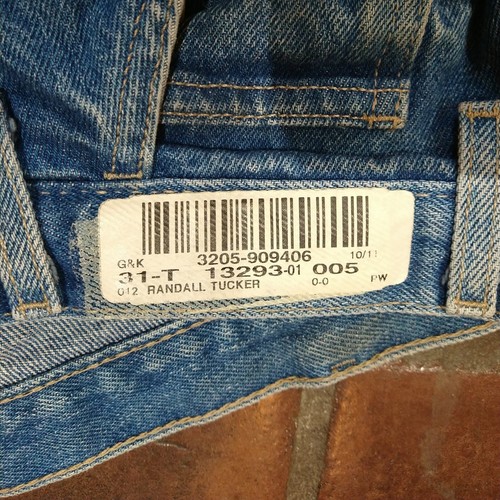 3205-909406
G&K 10/11
31-T 13293-01 005
012 RANDALL TUCKER 0-0 PW